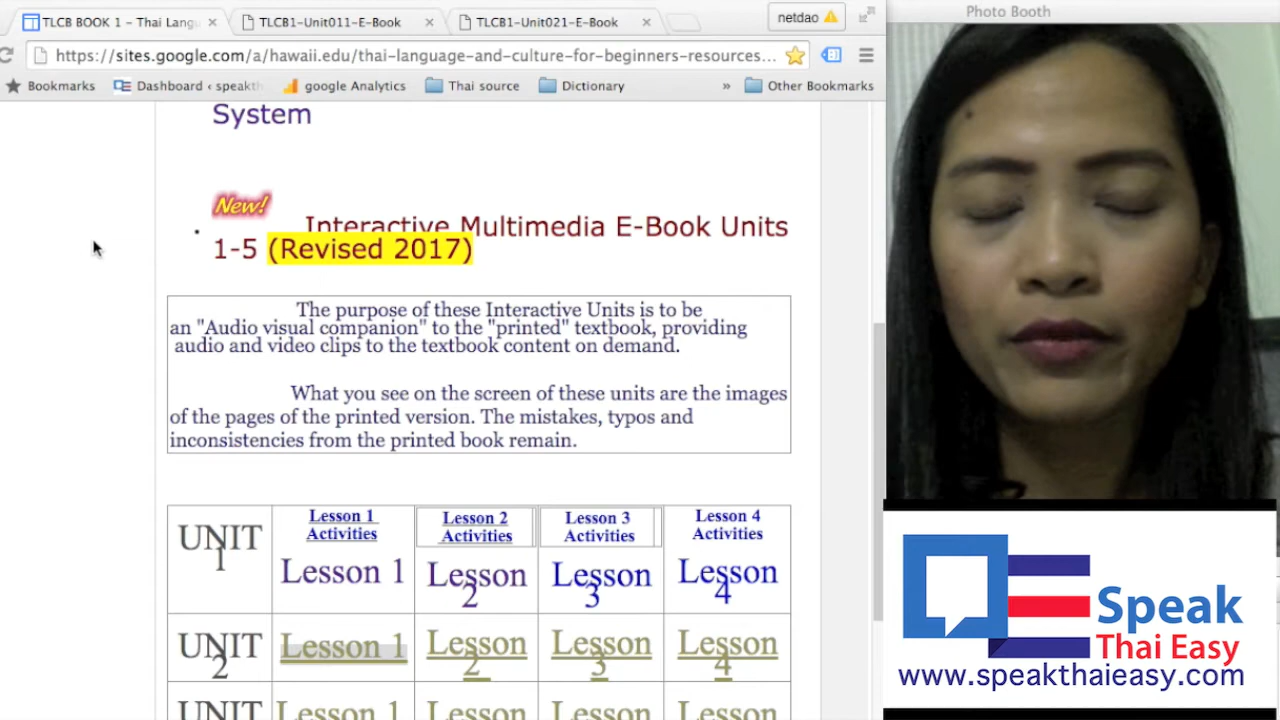 TLCB BOOK 1 – Thai Langu
TLCB1-Unit011-E-Book
TLCB1-Unit021-E-Book
netdao
Photo Booth
https://sites.google.com/a/hawaii.edu/thai-language-and-culture-for-beginners-resources...
Bookmarks
Dashboard ‹ speakth
google Analytics
Thai source
Dictionary
»
Other Bookmarks
System
New!
Interactive Multimedia E-Book Units
1-5 (Revised 2017)
The purpose of these Interactive Units is to be
an "Audio visual companion" to the "printed" textbook, providing
audio and video clips to the textbook content on demand.
What you see on the screen of these units are the images
of the pages of the printed version. The mistakes, typos and
inconsistencies from the printed book remain.
UNIT
1
Lesson 1
Activities
Lesson 1
Lesson 2
Activities
Lesson
2
Lesson 3
Activities
Lesson
3
Lesson 4
Activities
Lesson
4
UNIT
2
Lesson 1
Lesson
2
Lesson
3
Lesson
4
UNIT
Lesson 1
Lesson
Lesson
Lesson
Speak
Thai Easy
www.speakthaieasy.com